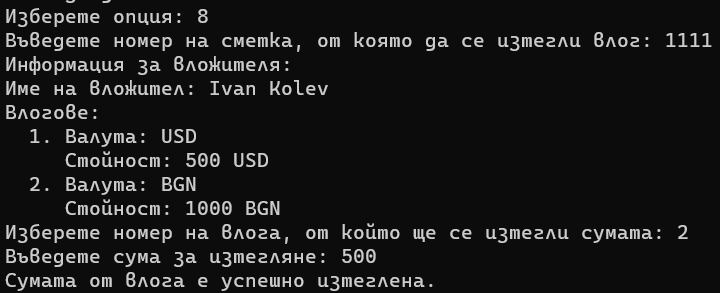 Изберете опция: 8
Въведете номер на сметка, от която да се изтегли влог: 1111
Информация за вложителя:
Име на вложител: Ivan Kolev
Влогове:
1. Валута: USD
Стойност: 500 USD
2. Валута: BGN
Стойност: 1000 BGN
Изберете номер на влога, от който ще се изтегли сумата: 2
Въведете сума за изтегляне: 500
Сумата от влога е успешно изтеглена.